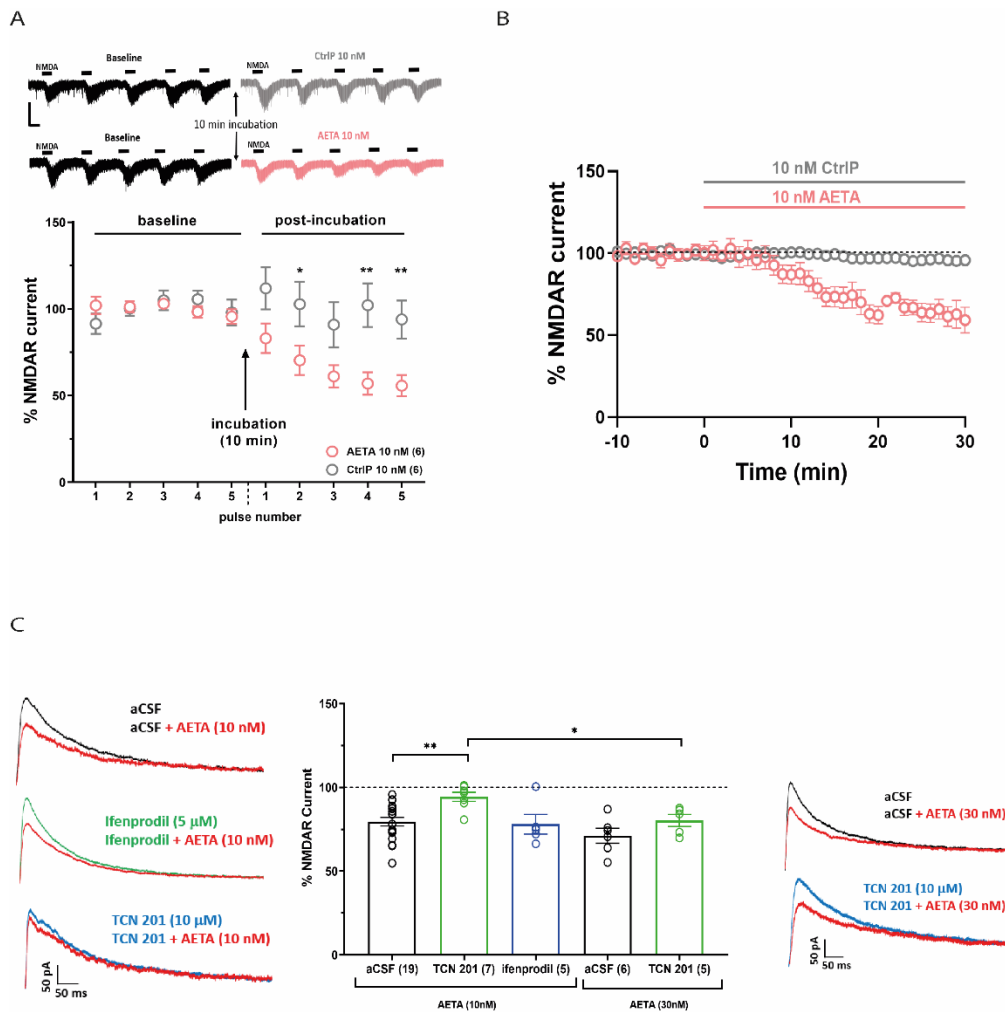 A
Baseline
CtrlP 10 nM
NMDA
NMDA
10 min incubation
Baseline
AETA 10 nM
NMDA
NMDA
150
baseline
post-incubation
*
**
**
100
50
0
% NMDAR current
incubation
(10 min)
AETA 10 nM (6)
CtrlP 10 nM (6)
1 2 3 4 5 1 2 3 4 5
pulse number
B
10 nM CtrlP
10 nM AETA
150
100
50
0
% NMDAR current
-10 0 10 20 30
Time (min)
C
aCSF
aCSF + AETA (10 nM)
Ifenprodil (5 µM)
Ifenprodil + AETA (10 nM)
TCN 201 (10 µM)
TCN 201 + AETA (10 nM)
50 pA
50 ms
150
100
50
0
% NMDAR Current
**
*
aCSF (19) TCN 201 (7) ifenprodil (5) aCSF (6) TCN 201 (5)
AETA (10nM) AETA (30nM)
aCSF
aCSF + AETA (30 nM)
TCN 201 (10 µM)
TCN 201 + AETA (30 nM)
50 pA
50 ms